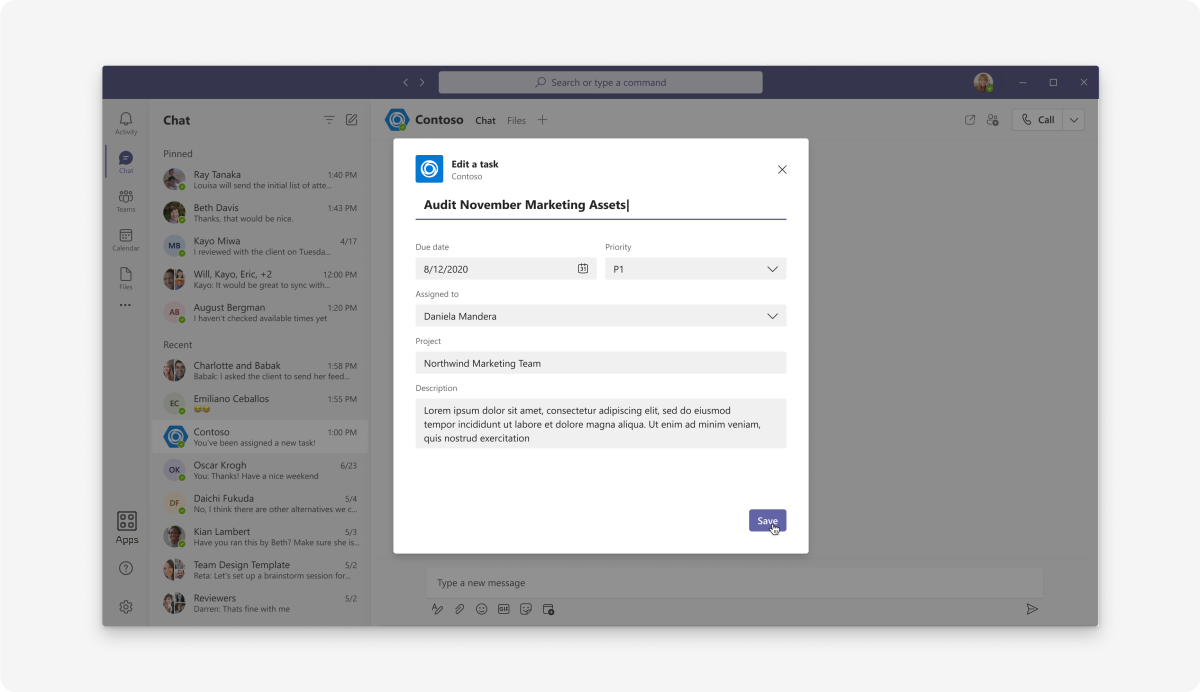 Search or type a command
Activity
Chat
Teams
Calendar
Files
Apps
Chat
Pinned
Ray Tanaka 1:40 PM
Louisa will send the initial list of atte...
Beth Davis 1:43 PM
Thanks, that would be nice.
MB
Kayo Miwa 4/17
I reviewed with the client on Tuesda...
Will, Kayo, Eric, +2 12:00 PM
Kayo: It would be great to sync with...
AB
August Bergman 1:20 PM
I haven't checked available times yet
Recent
Charlotte and Babak 1:58 PM
Babak: I asked the client to send her feed...
EC
Emiliano Ceballos 1:55 PM
😂😂
Contoso 1:00 PM
You've been assigned a new task!
OK
Oscar Krogh 6/23
You: Thanks! Have a nice weekend
DF
Daichi Fukuda 5/4
No, I think there are other alternatives we c...
Kian Lambert 5/3
Have you ran this by Beth? Make sure she is...
Team Design Template 5/2
Reta: Let's set up a brainstorm session for...
Reviewers 5/2
Darren: Thats fine with me
Contoso Chat Files
Call
Edit a task
Contoso
Audit November Marketing Assets
Due date Priority
8/12/2020 31 P1
Assigned to
Daniela Mandera
Project
Northwind Marketing Team
Description
Lorem ipsum dolor sit amet, consectetur adipiscing elit, sed do eiusmod
tempor incididunt ut labore et dolore magna aliqua. Ut enim ad minim veniam,
quis nostrud exercitation
Save
Type a new message
GIF